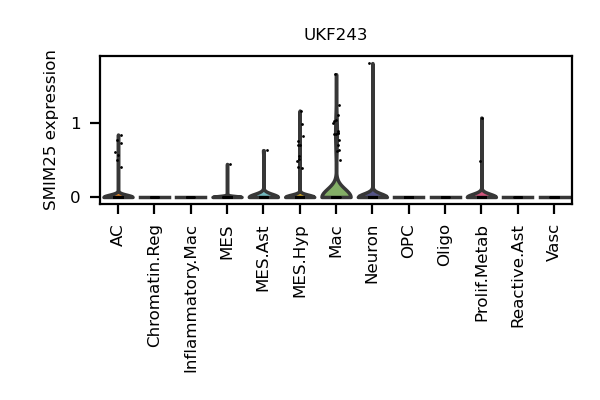 UKF243
SMIM25 expression
1
0
AC
Chromatin.Reg
Inflammatory.Mac
MES
MES.Ast
MES.Hyp
Mac
Neuron
OPC
Oligo
Prolif.Metab
Reactive.Ast
Vasc